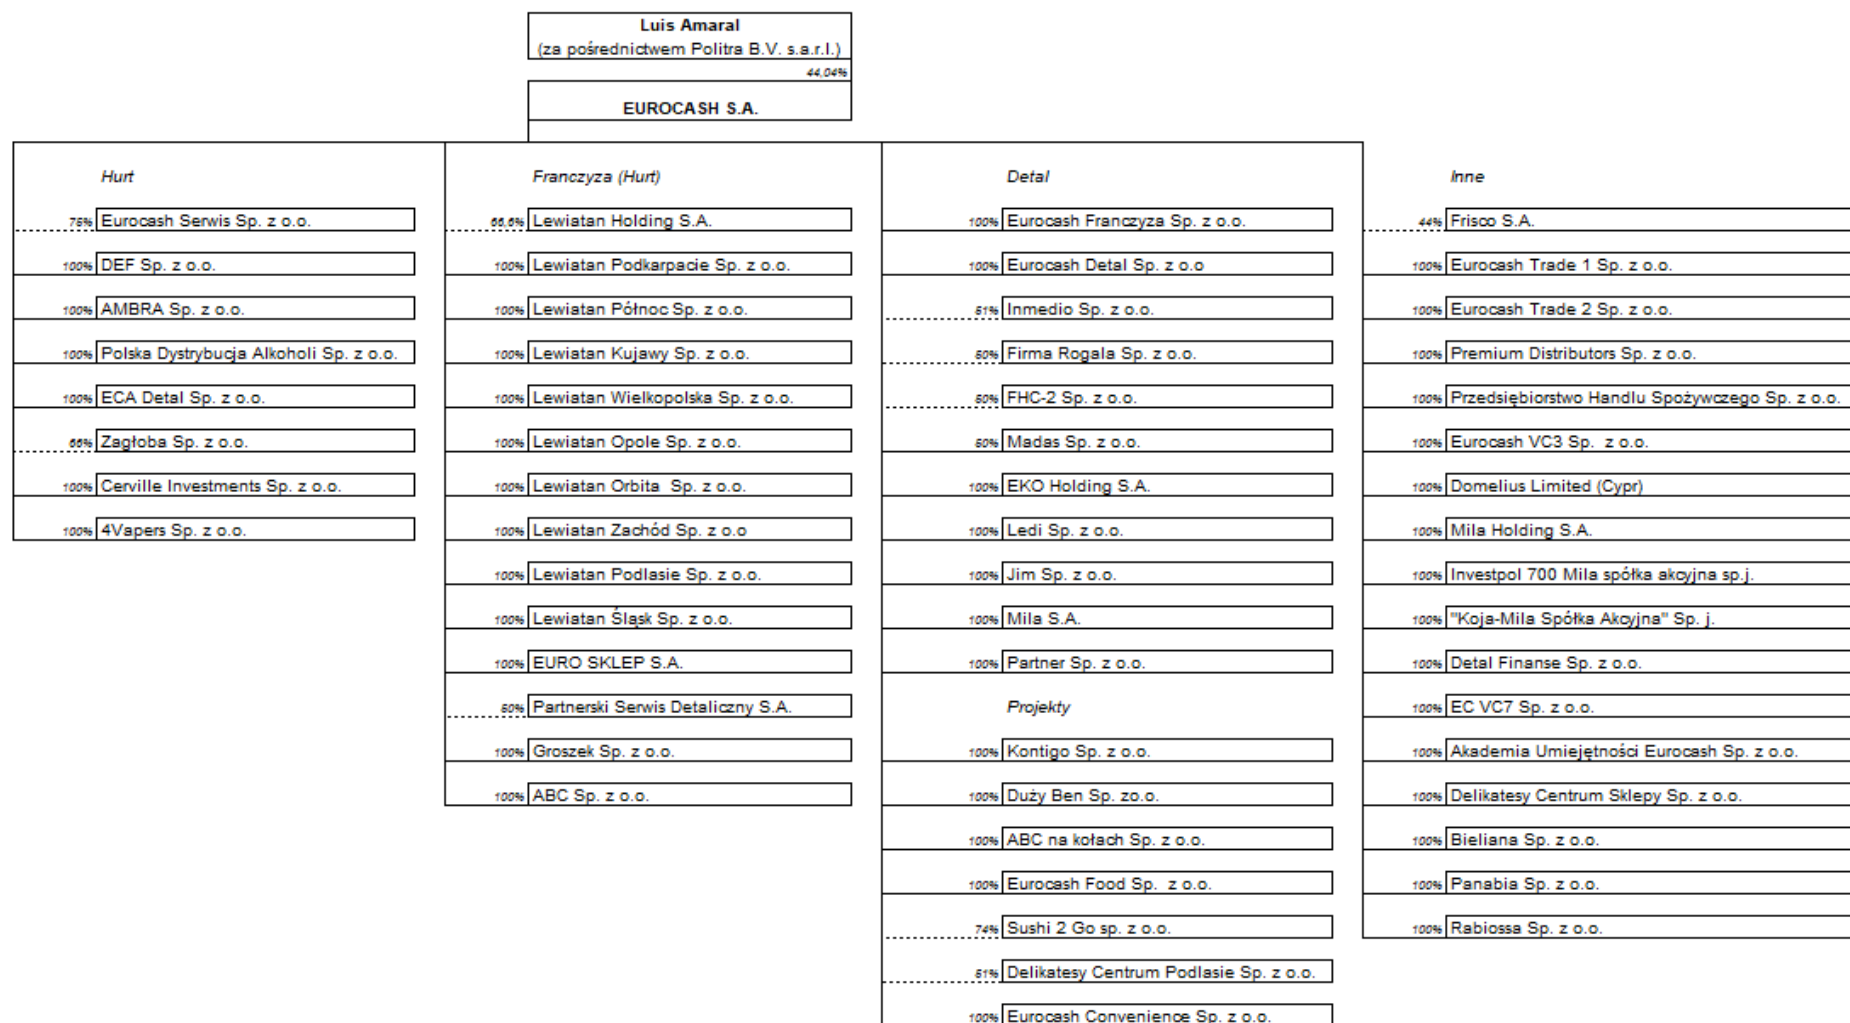 Luis Amaral
(za pośrednictwem Politra B.V. s.a.r.l.)
44,04%
EUROCASH S.A.
Hurt
75% Eurocash Serwis Sp. z o.o.
100% DEF Sp. z o.o.
100% AMBRA Sp. z o.o.
100% Polska Dystrybucja Alkoholi Sp. z o.o.
100% ECA Detal Sp. z o.o.
66% Zagłoba Sp. z o.o.
100% Cerville Investments Sp. z o.o.
100% 4Vapers Sp. z o.o.
Franczyza (Hurt)
66,6% Lewiatan Holding S.A.
100% Lewiatan Podkarpacie Sp. z o.o.
100% Lewiatan Północ Sp. z o.o.
100% Lewiatan Kujawy Sp. z o.o.
100% Lewiatan Wielkopolska Sp. z o.o.
100% Lewiatan Opole Sp. z o.o.
100% Lewiatan Orbita Sp. z o.o.
100% Lewiatan Zachód Sp. z o.o
100% Lewiatan Podlasie Sp. z o.o.
100% Lewiatan Śląsk Sp. z o.o.
100% EURO SKLEP S.A.
50% Partnerski Serwis Detaliczny S.A.
100% Groszek Sp. z o.o.
100% ABC Sp. z o.o.
Detal
100% Eurocash Franczyza Sp. z o.o.
100% Eurocash Detal Sp. z o.o
51% Inmedio Sp. z o.o.
50% Firma Rogala Sp. z o.o.
50% FHC-2 Sp. z o.o.
50% Madas Sp. z o.o.
100% EKO Holding S.A.
100% Ledi Sp. z o.o.
100% Jim Sp. z o.o.
100% Mila S.A.
100% Partner Sp. z o.o.
Projekty
100% Kontigo Sp. z o.o.
100% Duży Ben Sp. zo.o.
100% ABC na kołach Sp. z o.o.
100% Eurocash Food Sp. z o.o.
74% Sushi 2 Go sp. z o.o.
51% Delikatesy Centrum Podlasie Sp. z o.o.
100% Eurocash Convenience Sp. z o.o.
Inne
44% Frisco S.A.
100% Eurocash Trade 1 Sp. z o.o.
100% Eurocash Trade 2 Sp. z o.o.
100% Premium Distributors Sp. z o.o.
100% Przedsiębiorstwo Handlu Spożywczego Sp. z o.o.
100% Eurocash VC3 Sp. z o.o.
100% Domelius Limited (Cypr)
100% Mila Holding S.A.
100% Investpol 700 Mila spółka akcyjna sp.j.
100% "Koja-Mila Spółka Akcyjna" Sp. j.
100% Detal Finanse Sp. z o.o.
100% EC VC7 Sp. z o.o.
100% Akademia Umiejętności Eurocash Sp. z o.o.
100% Delikatesy Centrum Sklepy Sp. z o.o.
100% Bieliana Sp. z o.o.
100% Panabia Sp. z o.o.
100% Rabiossa Sp. z o.o.